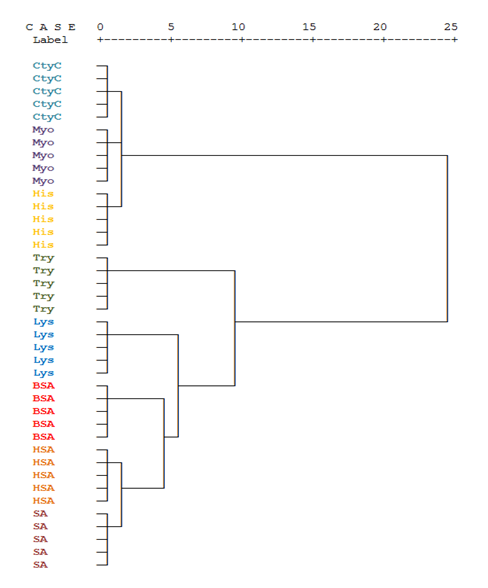 C A S E 0 5 10 15 20 25
Label +---------+---------+---------+---------+---------+
CtyC
CtyC
CtyC
CtyC
CtyC
Myo
Myo
Myo
Myo
Myo
His
His
His
His
His
Try
Try
Try
Try
Try
Lys
Lys
Lys
Lys
Lys
BSA
BSA
BSA
BSA
BSA
HSA
HSA
HSA
HSA
HSA
SA
SA
SA
SA
SA